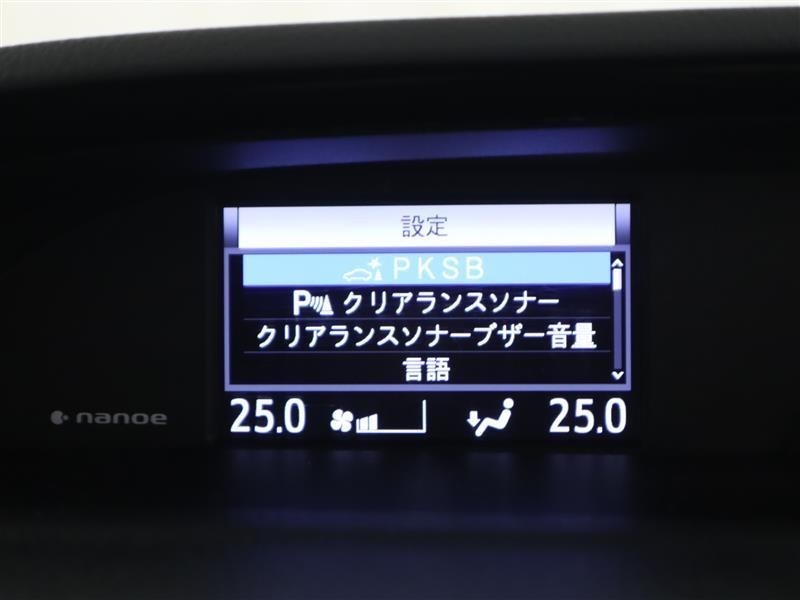 設定
PKSB
P クリアランスソナー
クリアランスソナーブザー音量
言語
25.0 25.0
nanoe